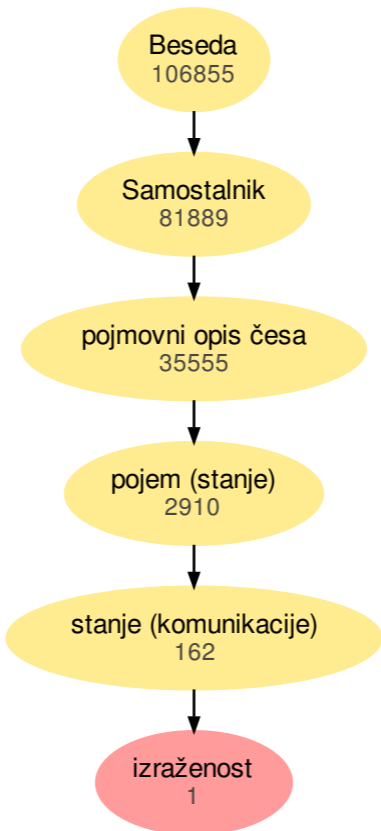 Beseda
106855
Samostalnik
81889
pojmovni opis česa
35555
pojem (stanje)
2910
stanje (komunikacije)
162
izraženost
1